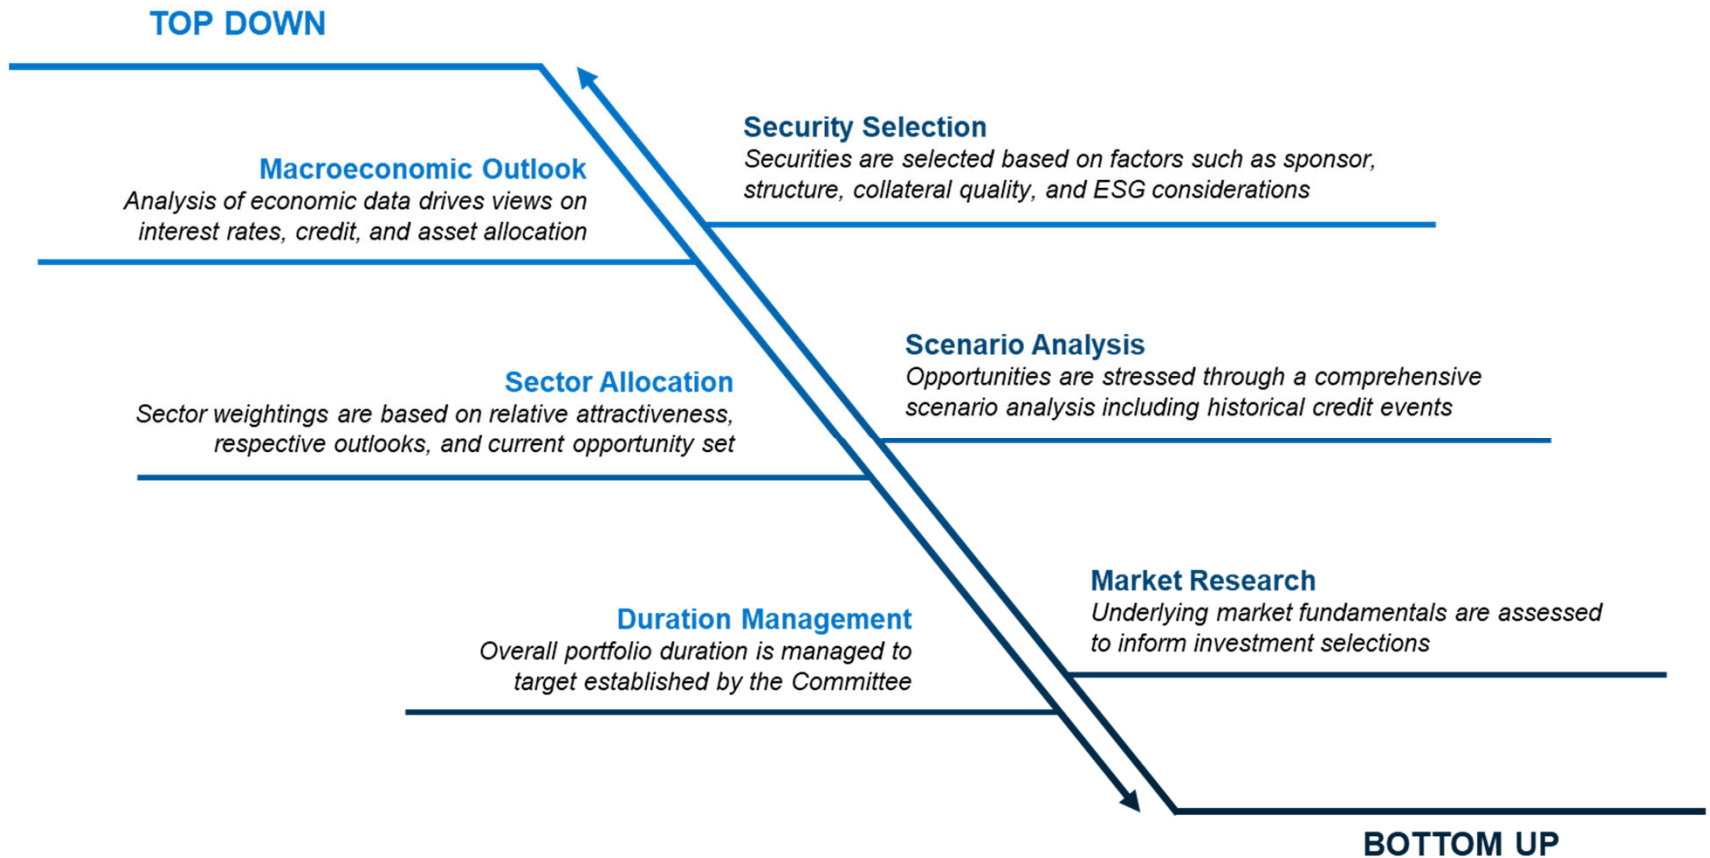 TOP DOWN
Macroeconomic Outlook
Analysis of economic data drives views on
interest rates, credit, and asset allocation
Sector Allocation
Sector weightings are based on relative attractiveness,
respective outlooks, and current opportunity set
Duration Management
Overall portfolio duration is managed to
target established by the Committee
Security Selection
Securities are selected based on factors such as sponsor,
structure, collateral quality, and ESG considerations
Scenario Analysis
Opportunities are stressed through a comprehensive
scenario analysis including historical credit events
Market Research
Underlying market fundamentals are assessed
to inform investment selections
BOTTOM UP